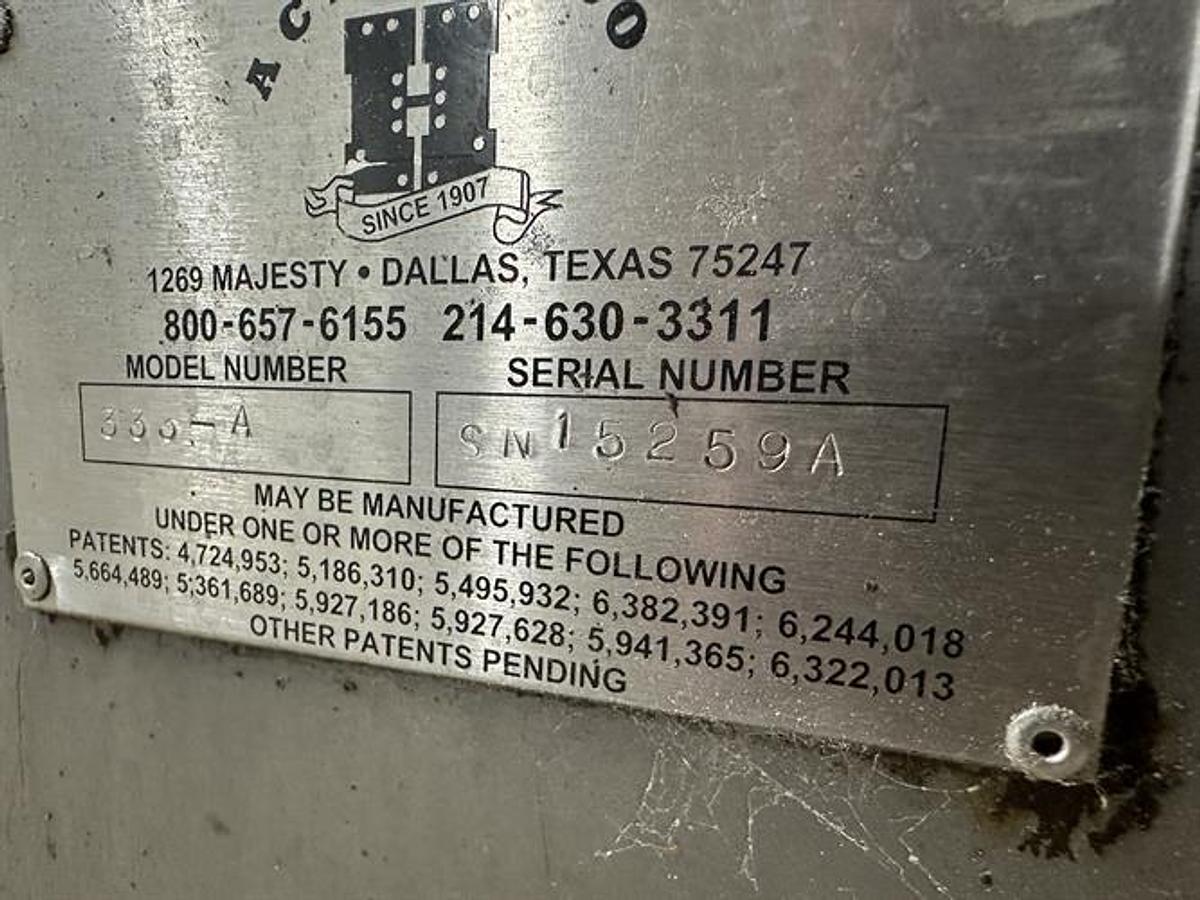 SINCE 1907
1269 MAJESTY • DALLAS, TEXAS 75247
800-657-6155 214-630-3311
MODEL NUMBER SERIAL NUMBER
SN15259A
MAY BE MANUFACTURED
UNDER ONE OR MORE OF THE FOLLOWING
PATENTS: 4,724,953; 5,186,310; 5,495,932; 6,382,391; 6,244,018
5,664,489; 5,361,689; 5,927,186; 5,927,628; 5,941,365; 6,322,013
OTHER PATENTS PENDING